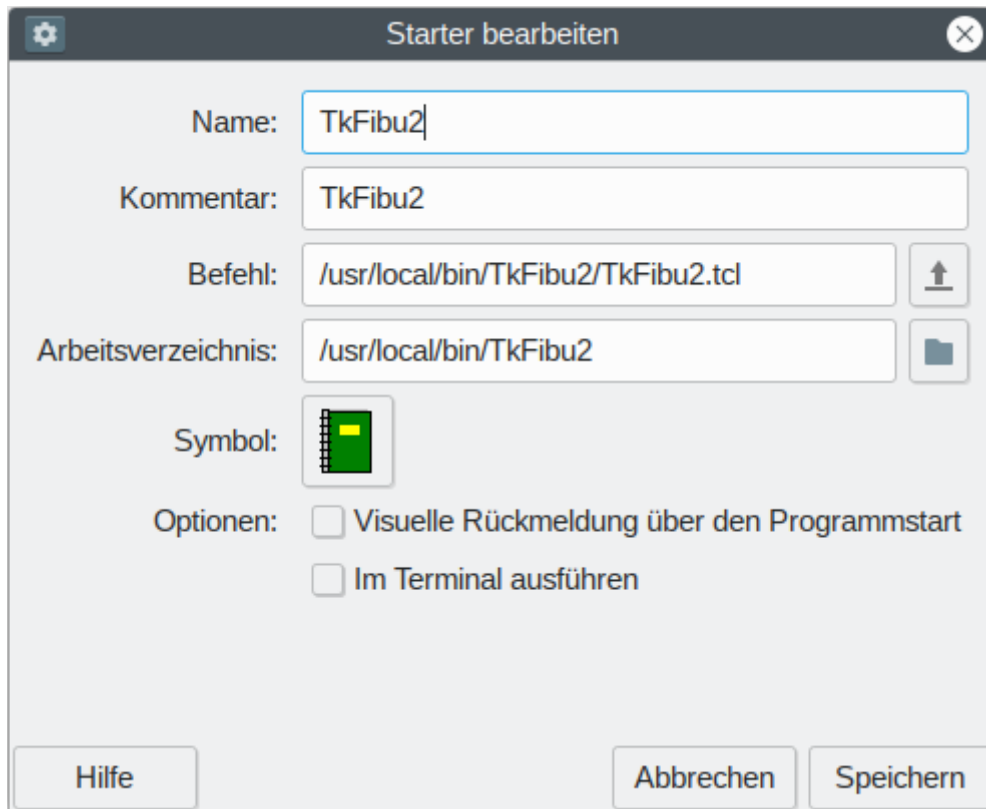 Starter bearbeiten
Name: TkFibu2
Kommentar: TkFibu2
Befehl: /usr/local/bin/TkFibu2/TkFibu2.tcl
Arbeitsverzeichnis: /usr/local/bin/TkFibu2
Symbol:
Optionen: Visuelle Rückmeldung über den Programmstart
Im Terminal ausführen
Hilfe Abbrechen Speichern